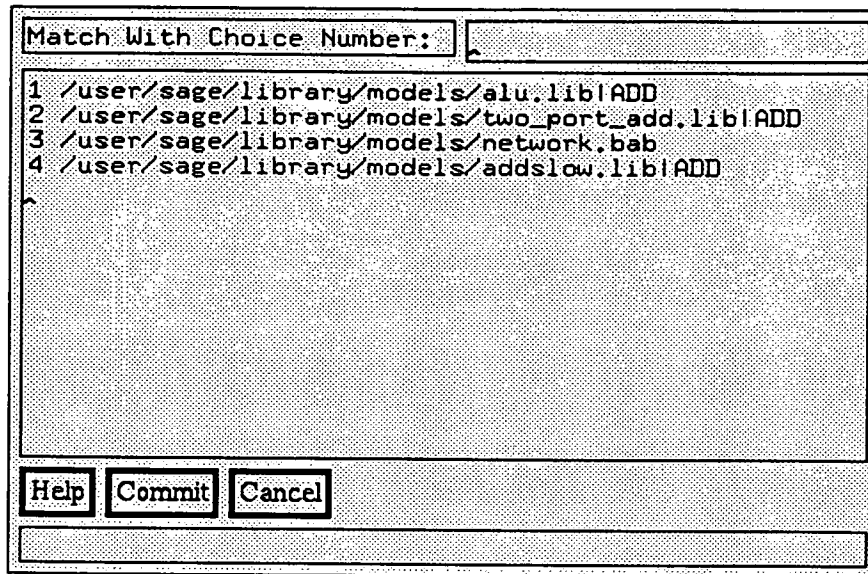 Match With Choice Number:
^
1 /user/sage/library/models/alu.lib|ADD
2 /user/sage/library/models/two_port_add.lib|ADD
3 /user/sage/library/models/network.bab
4 /user/sage/library/models/addslow.lib|ADD
^
Help Commit Cancel